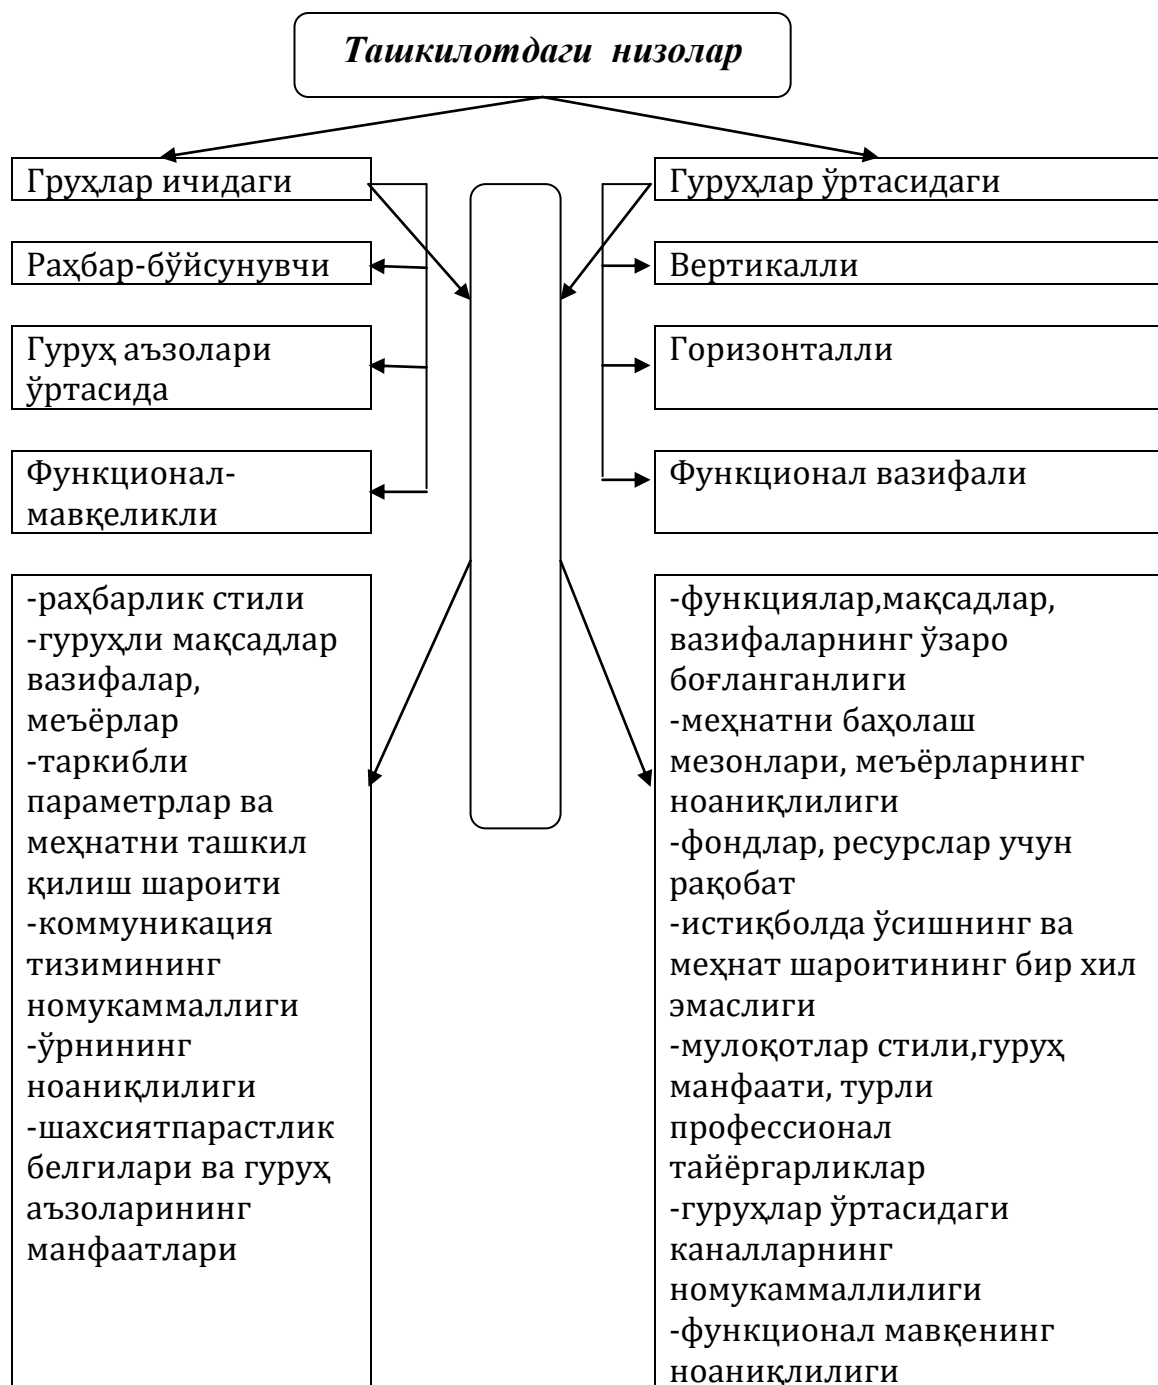 Ташкилотдаги низолар
Груҳлар ичидаги
Раҳбар-бўйсунувчи
Гуруҳ аъзолари
ўртасида
Функционал-
мавқеликли
-раҳбарлик стили
-гуруҳли мақсадлар
вазифалар,
меъёрлар
-таркибли
параметрлар ва
меҳнатни ташкил
қилиш шароити
-коммуникация
тизимининг
номукаммаллиги
-ўрнининг
ноаниқлилиги
-шахсиятпарастлик
белгилари ва гуруҳ
аъзоларининг
манфаатлари
Гуруҳлар ўртасидаги
Вертикалли
Горизонталли
Функционал вазифали
-функциялар,мақсадлар,
вазифаларнинг ўзаро
боғланганлиги
-меҳнатни баҳолаш
мезонлари, меъёрларнинг
ноаниқлилиги
-фондлар, ресурслар учун
рақобат
-истиқболда ўсишнинг ва
меҳнат шароитининг бир хил
эмаслиги
-мулоқотлар стили,гуруҳ
манфаати, турли
профессионал
тайёргарликлар
-гуруҳлар ўртасидаги
каналларнинг
номукаммаллилиги
-функционал мавқенинг
ноаниқлилиги